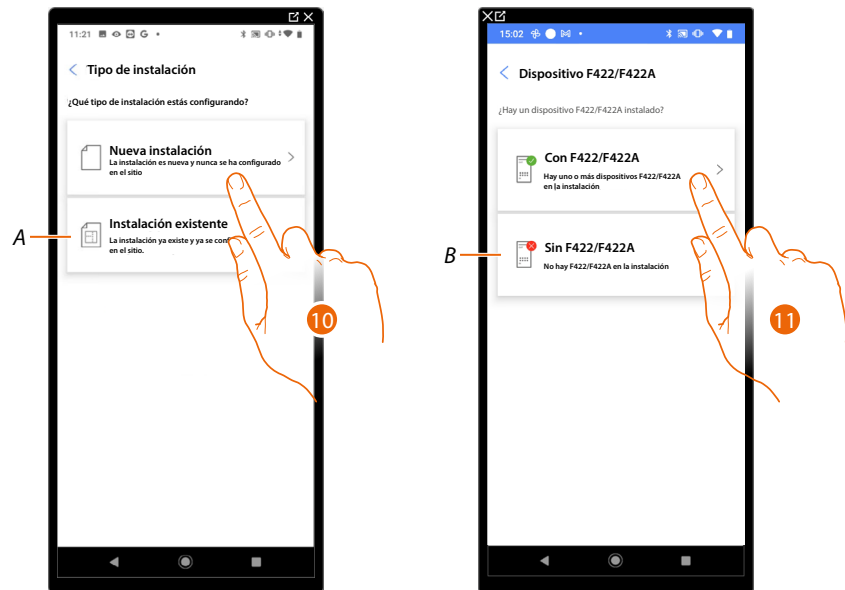 11:21 G
Tipo de instalación
¿Qué tipo de instalación estás configurando?
Nueva instalación
La instalación es nueva y nunca se ha configurado
en el sitio
A
Instalación existente
La instalación ya existe y ya se conf
en el sitio.
10
15:02
Dispositivo F422/F422A
¿Hay un dispositivo F422/F422A instalado?
Con F422/F422A
Hay uno o más dispositivos F422/F422A
en la instalación
B
Sin F422/F422A
No hay F422/F422A en la instalación
11